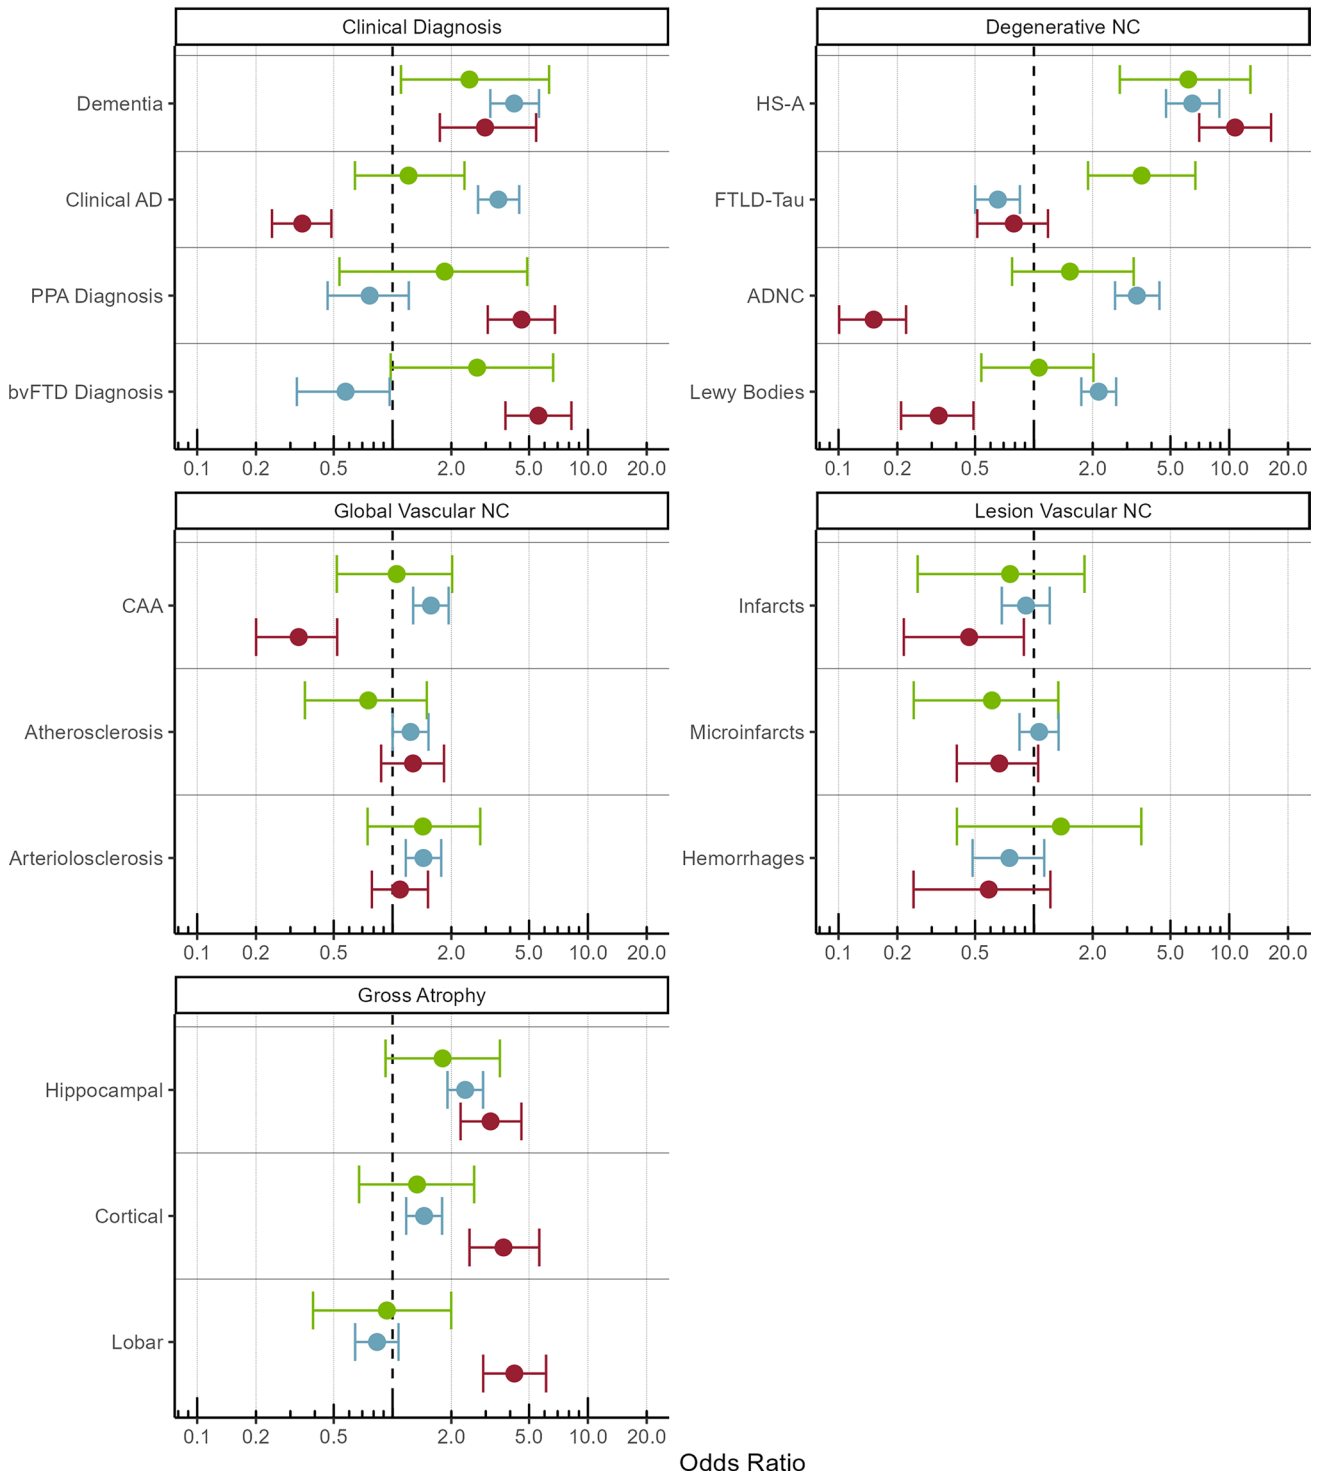 Clinical Diagnosis
Dementia
Clinical AD
PPA Diagnosis
bvFTD Diagnosis
0.1 0.2 0.5 2.0 5.0 10.0 20.0
Degenerative NC
HS-A
FTLD-Tau
ADNC
Lewy Bodies
0.1 0.2 0.5 2.0 5.0 10.0 20.0
Global Vascular NC
CAA
Atherosclerosis
Arteriolosclerosis
0.1 0.2 0.5 2.0 5.0 10.0 20.0
Lesion Vascular NC
Infarcts
Microinfarcts
Hemorrhages
0.1 0.2 0.5 2.0 5.0 10.0 20.0
Gross Atrophy
Hippocampal
Cortical
Lobar
0.1 0.2 0.5 2.0 5.0 10.0 20.0
Odds Ratio